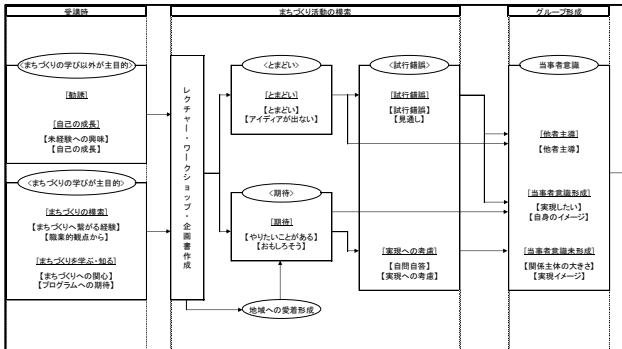 受講時
まちづくり活動の模索
グループ形成
<まちづくりの学び以外が主目的>
[勧誘]
[自己の成長]
【未経験への興味】
【自己の成長】
<まちづくりの学びが主目的>
[まちづくりの模索]
【まちづくりへ繋がる経験】
【職業的観点から】
[まちづくりを学ぶ・知る]
【まちづくりへの関心】
【プログラムへの期待】
レクチャー・ワークショップ・企画書作成
<とまどい>
[とまどい]
【とまどい】
【アイディアが出ない】
<期待>
[期待]
【やりたいことがある】
【おもしろそう】
地域への愛着形成
<試行錯誤>
[試行錯誤]
【試行錯誤】
【見通し】
[実現への考慮]
【自問自答】
【実現への考慮】
当事者意識
[他者主導]
【他者主導】
[当事者意識形成]
【実現したい】
【自身のイメージ】
[当事者意識未形成]
【関係主体の大きさ】
【実現イメージ】